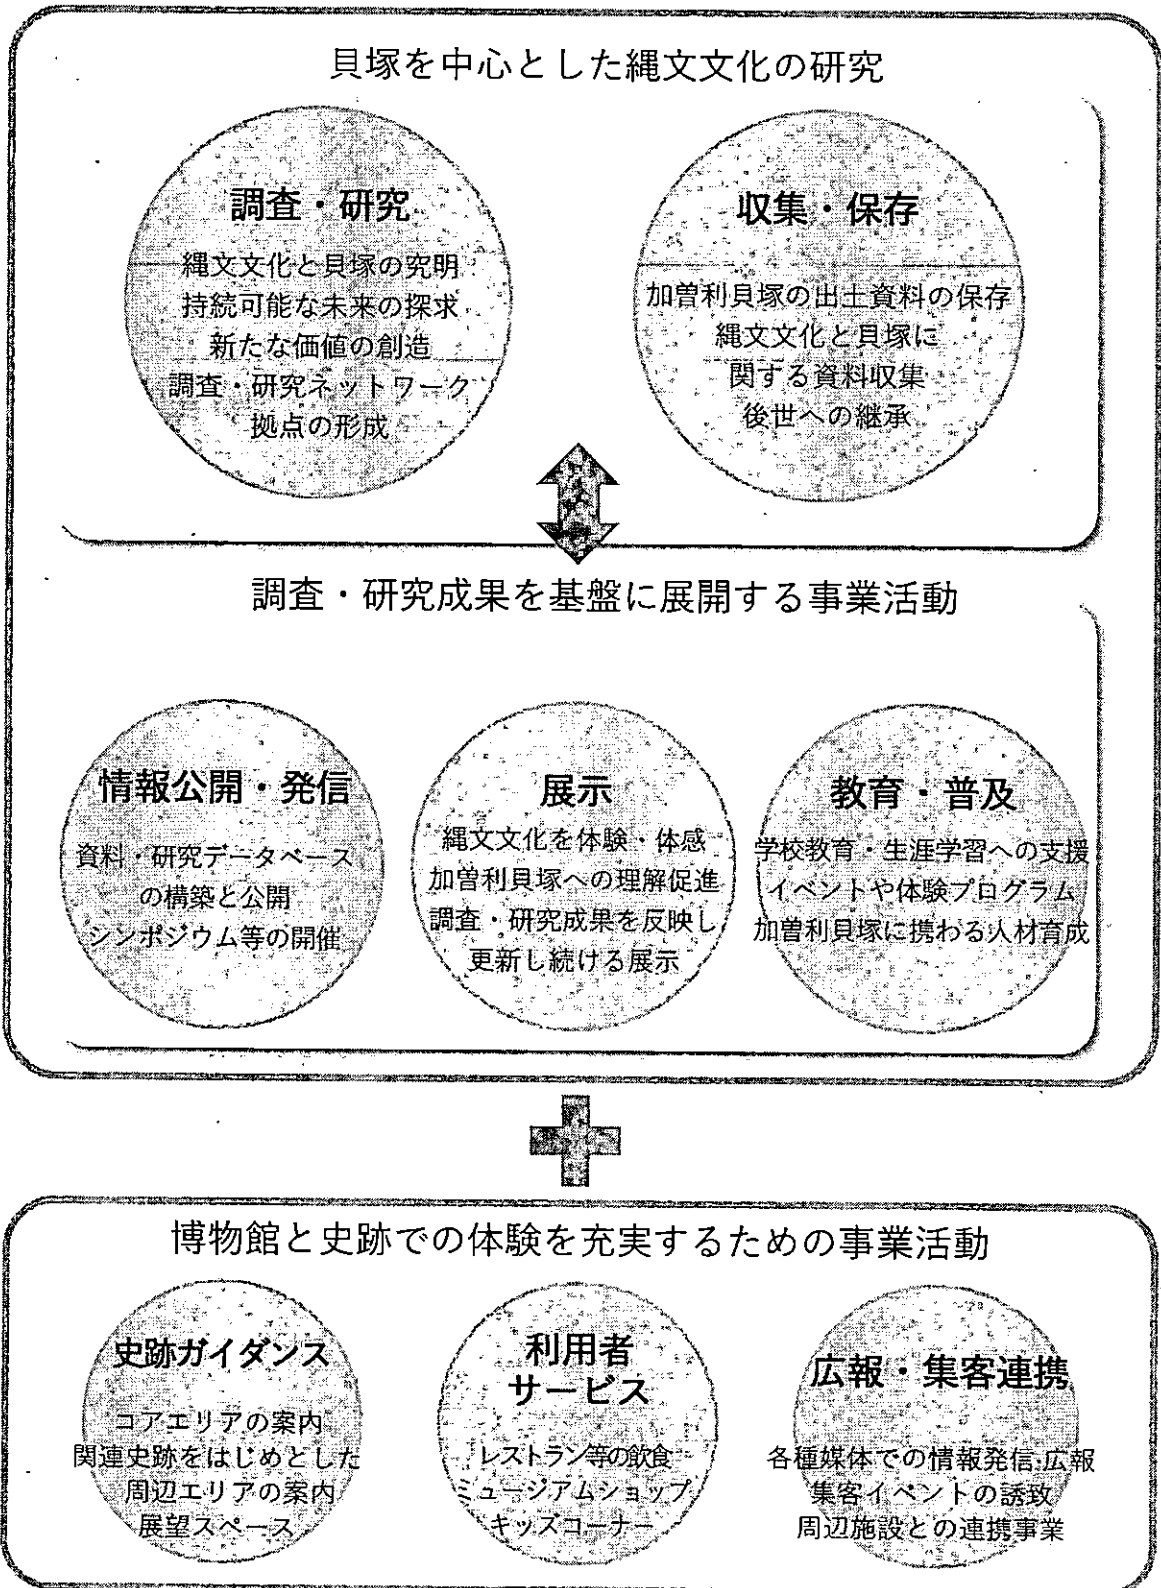 貝塚を中心とした縄文文化の研究
調査・研究
縄文文化と貝塚の究明
持続可能な未来の探求
新たな価値の創造
調査・研究ネットワーク
拠点の形成
収集・保存
加曽利貝塚の出土資料の保存
縄文文化と貝塚に
関する資料収集
後世への継承
調査・研究成果を基盤に展開する事業活動
情報公開・発信
資料・研究データベース
の構築と公開
シンポジウム等の開催
展示
縄文文化を体験・体感
加曽利貝塚への理解促進
調査・研究成果を反映し
更新し続ける展示
教育・普及
学校教育・生涯学習への支援
イベントや体験プログラム
加曽利貝塚に携わる人材育成
博物館と史跡での体験を充実するための事業活動
史跡ガイダンス
コアエリアの案内
関連史跡をはじめとした
周辺エリアの案内
展望スペース
利用者
サービス
レストラン等の飲食
ミュージアムショップ
キッズコーナー
広報・集客連携
各種媒体での情報発信・広報
集客イベントの誘致
周辺施設との連携事業